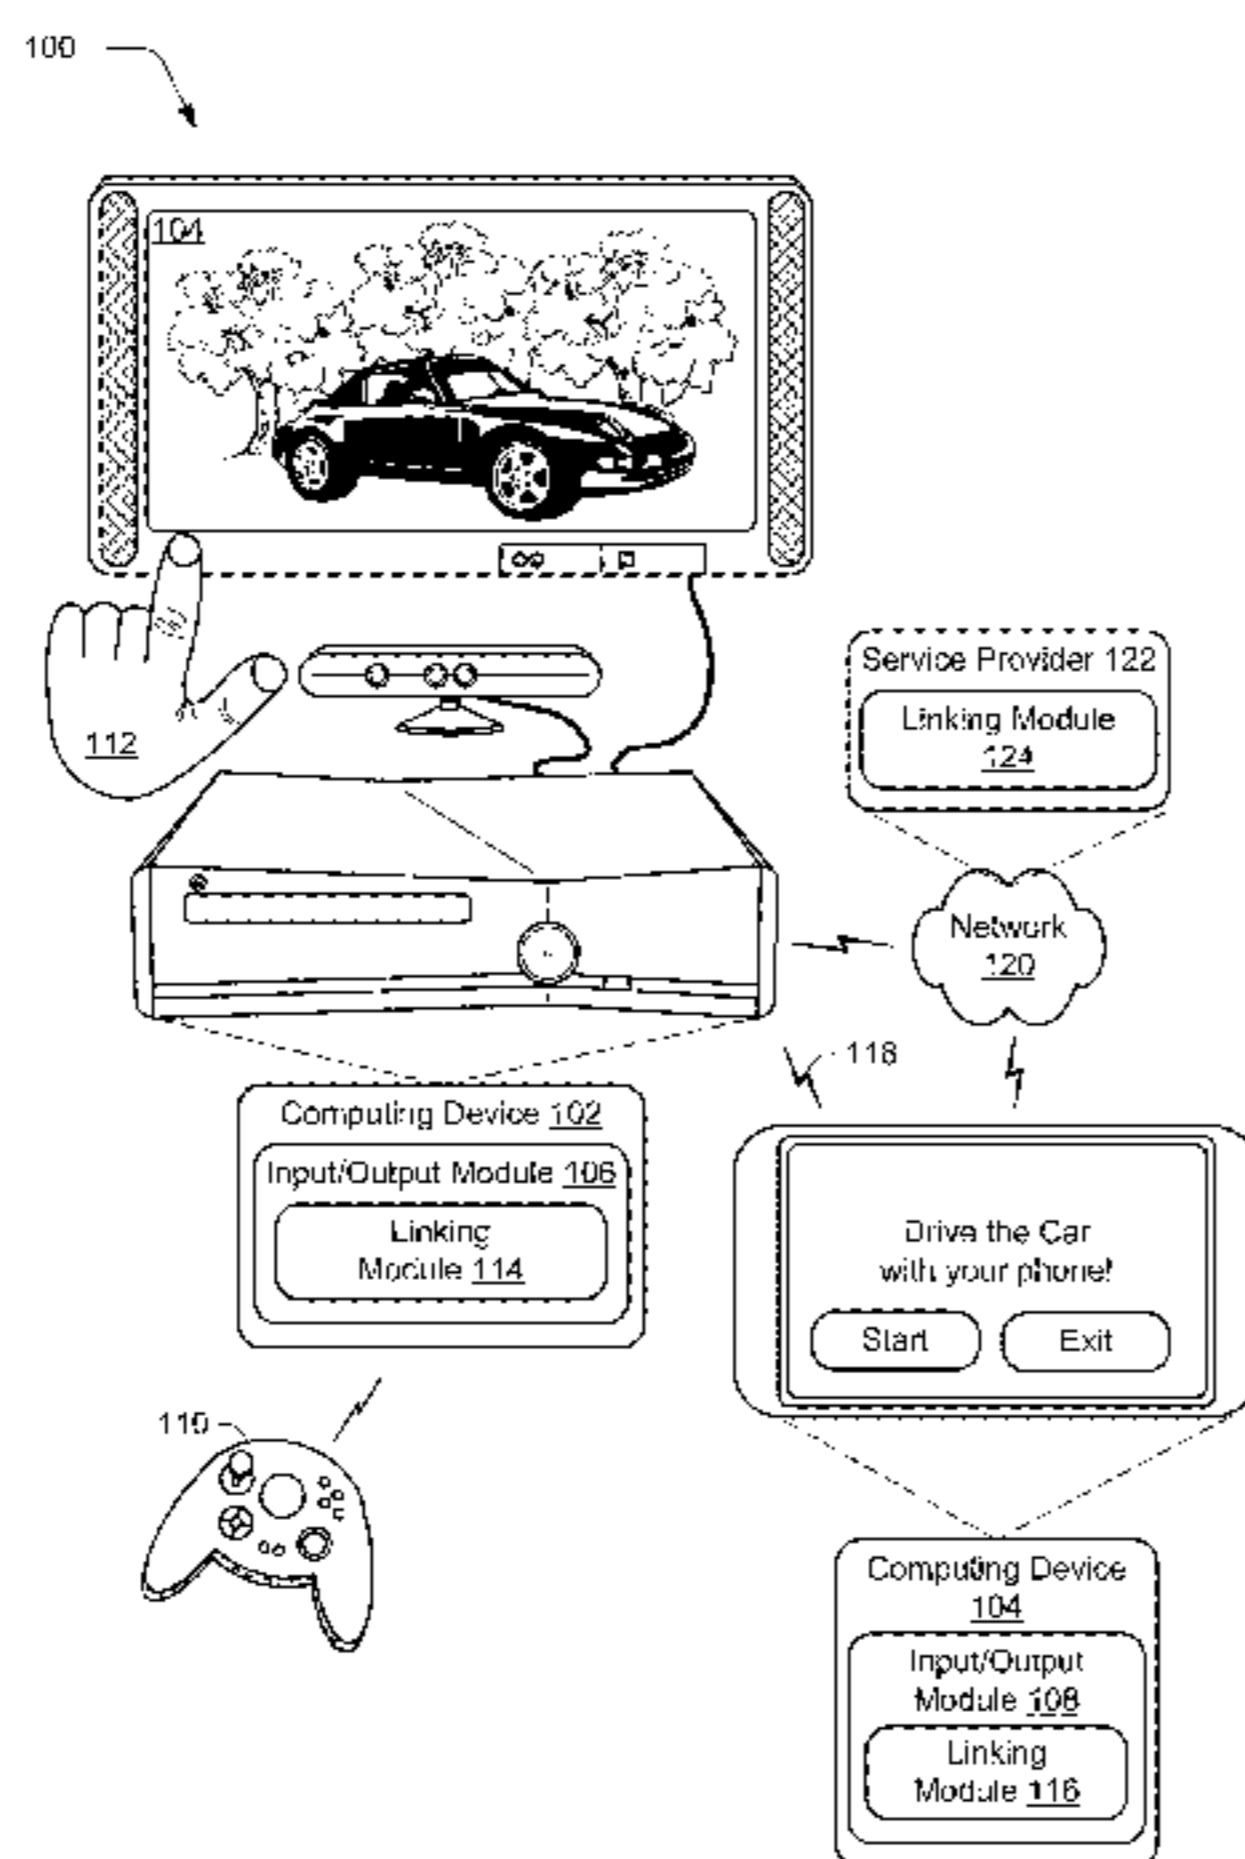 100
104
112
Service Provider 122
Linking Module
124
Network
120
118
Computing Device 102
Input/Output Module 106
Linking
Module 114
Drive the Car
with your phone!
Start Exit
110
Computing Device
104
Input/Output
Module 108
Linking
Module 116